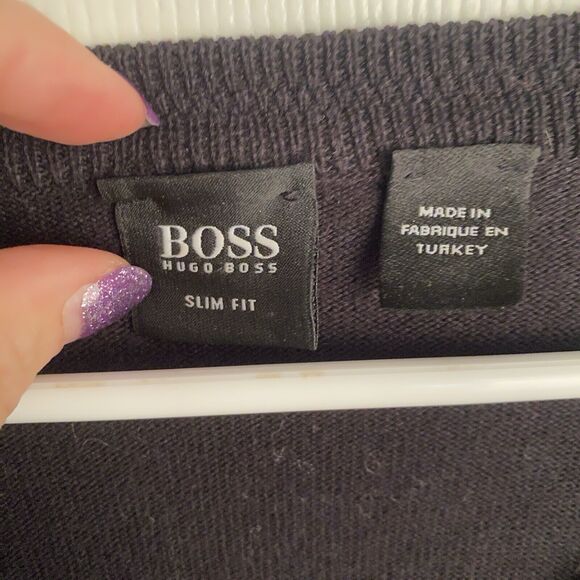 BOSS
HUGO BOSS
SLIM FIT
MADE IN
FABRIQUE EN
TURKEY